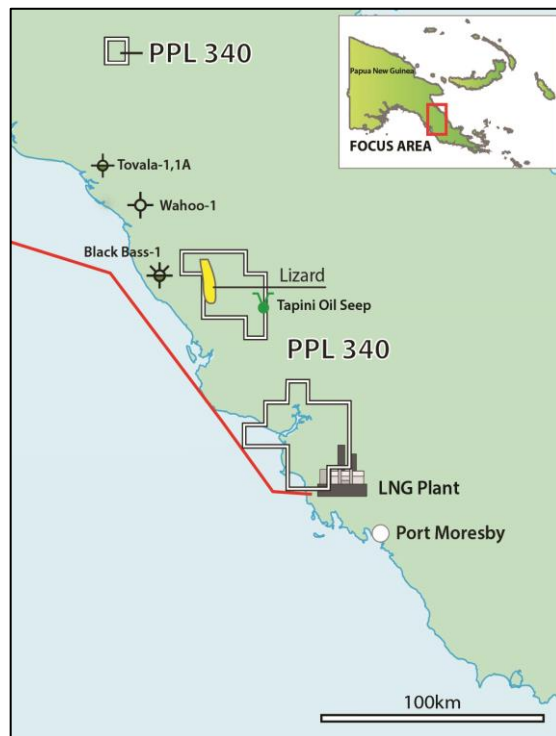 PPL 340
Papua New Guinea
FOCUS AREA
Tovala-1,1A
Wahoo-1
Black Bass-1
Lizard
Tapini Oil Seep
PPL 340
LNG Plant
Port Moresby
100km